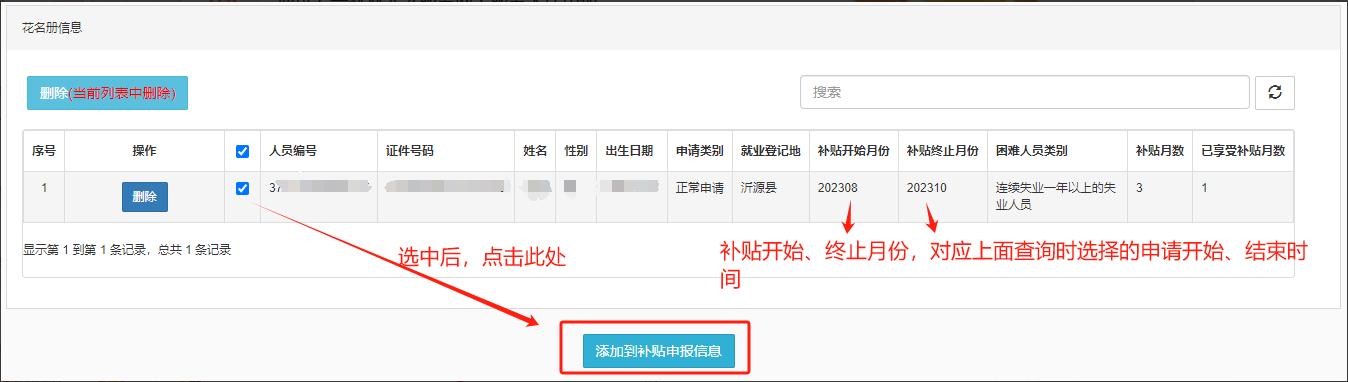 花名册信息
删除(当前列表中删除)
搜索
序号 操作 人员编号 证件号码 姓名 性别 出生日期 申请类别 就业登记地 补贴开始月份 补贴终止月份 困难人员类别 补贴月数 已享受补贴月数
1 删除 37 正常申请 沂源县 202308 202310 连续失业一年以上的失 3 1
业人员
显示第 1 到第 1 条记录，总共 1 条记录
选中后，点击此处
补贴开始、终止月份，对应上面查询时选择的申请开始、结束时
间
添加到补贴申报信息